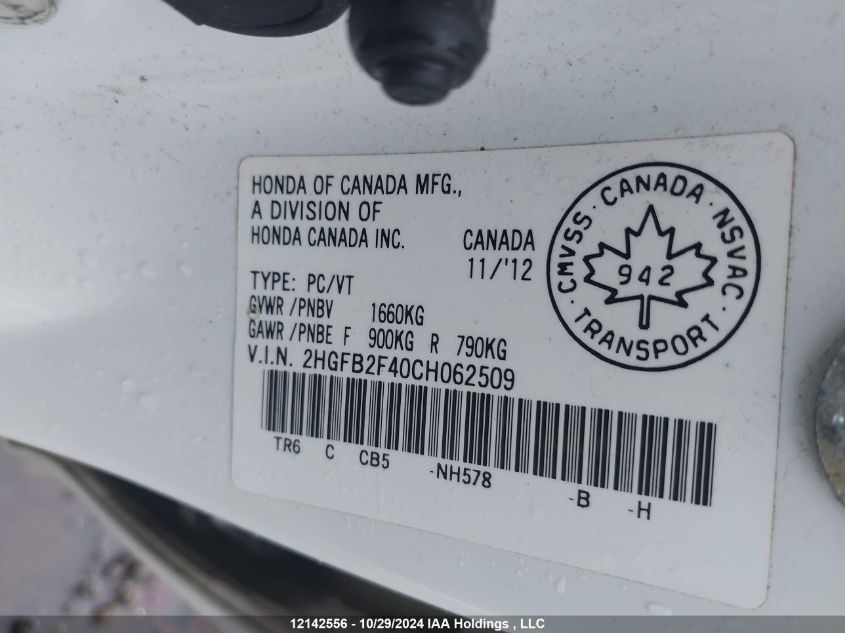 HONDA OF CANADA MFG.,
A DIVISION OF
HONDA CANADA INC. CANADA
11/'12
TYPE: PC/VT
GVWR/PNBV 1660KG
GAWR/PNBE F 900KG R 790KG
V.I.N. 2HGFB2F40CH062509
TR6 C CB5 -NH578 -B -H
CMVSS · CANADA · NSVAC · TRANSPORT ·
942
12142556 - 10/29/2024 IAA Holdings , LLC